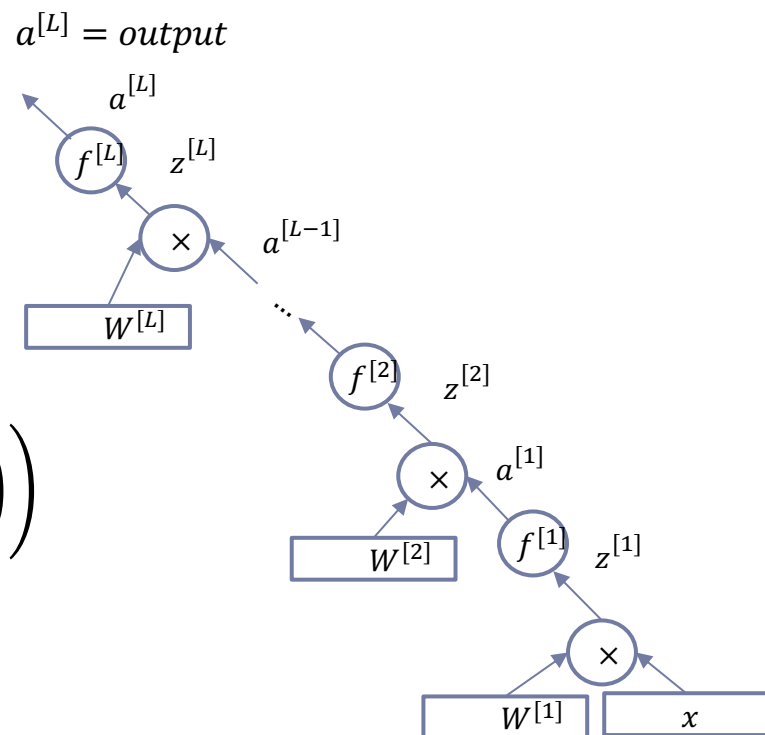 a^{[L]} = output
a^{[L]}
f^{[L]} z^{[L]}
× a^{[L-1]}
W^{[L]} ...
f^{[2]} z^{[2]}
× a^{[1]}
))
W^{[2]} f^{[1]} z^{[1]}
×
W^{[1]} x